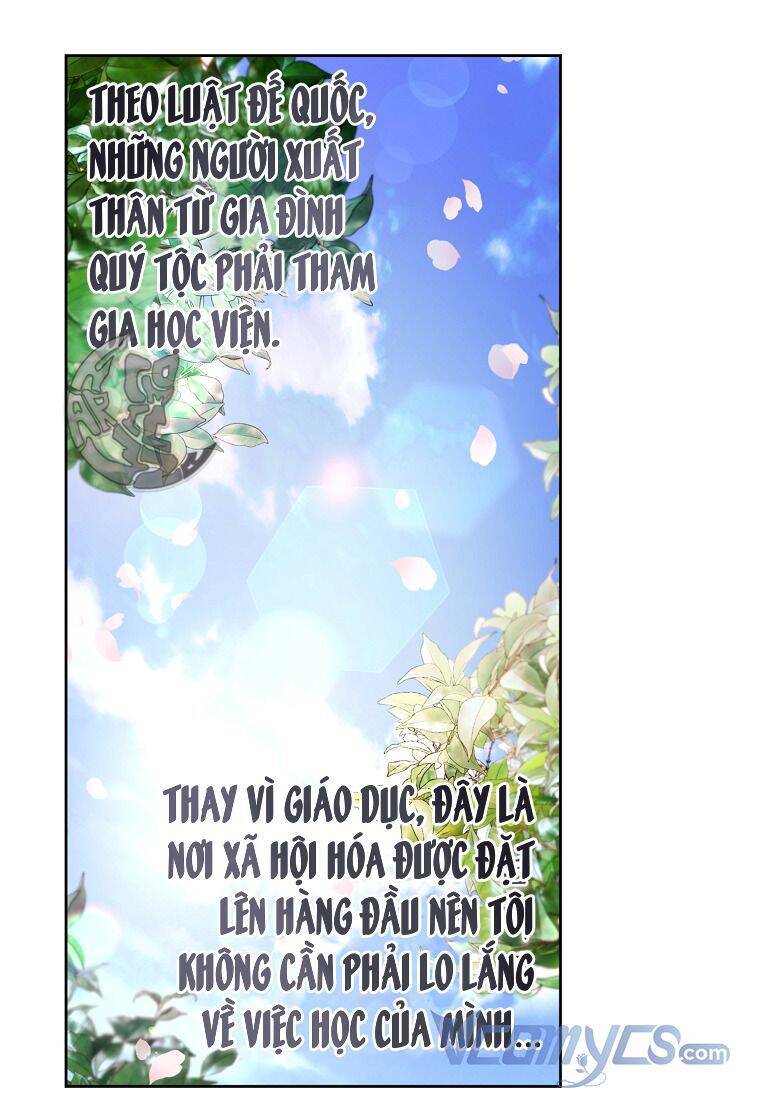 THEO LUẬT ĐẾ QUỐC,
NHỮNG NGƯỜI XUẤT
THÂN TỪ GIA ĐÌNH
QUÝ TỘC PHẢI THAM
GIA HỌC VIỆN.
THAY VÌ GIÁO DỤC, ĐÂY LÀ
NƠI XÃ HỘI HÓA ĐƯỢC ĐẶT
LÊN HÀNG ĐẦU NÊN TÔI
KHÔNG CẦN PHẢI LO LẮNG
VỀ VIỆC HỌC CỦA MÌNH...
VCOMYCS.com